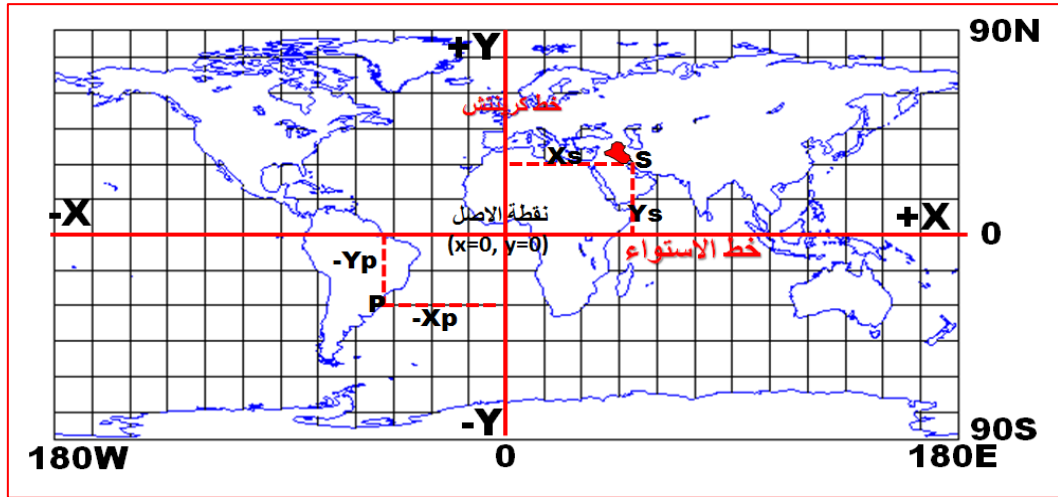 90N
+Y
خط كرينتش
Xs
S
-X
نقطة الاصل
Ys
+X
(x=0, y=0)
خط الاستواء
0
-Yp
P
-Xp
-Y
90S
180W
0
180E